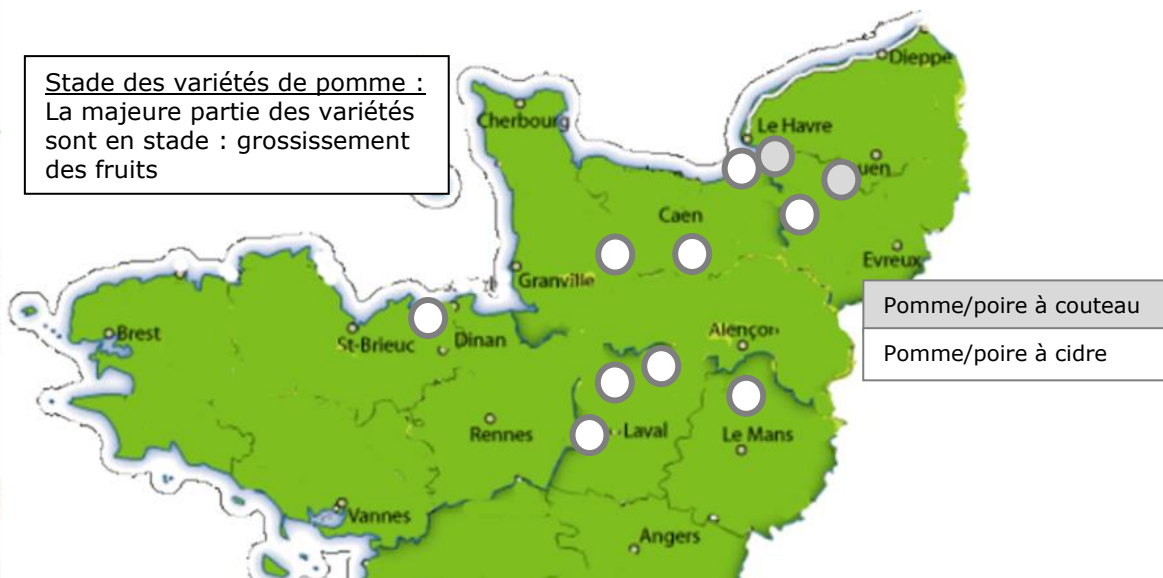 Stade des variétés de pomme :
La majeure partie des variétés
sont en stade : grossissement
des fruits
Dieppe
Cherbourg
Le Havre
uen
Caen
Evreux
Granville
Pomme/poire à couteau
Brest
St-Brieuc
Dinan
Alençon
Pomme/poire à cidre
Rennes
Laval
Le Mans
Vannes
Angers